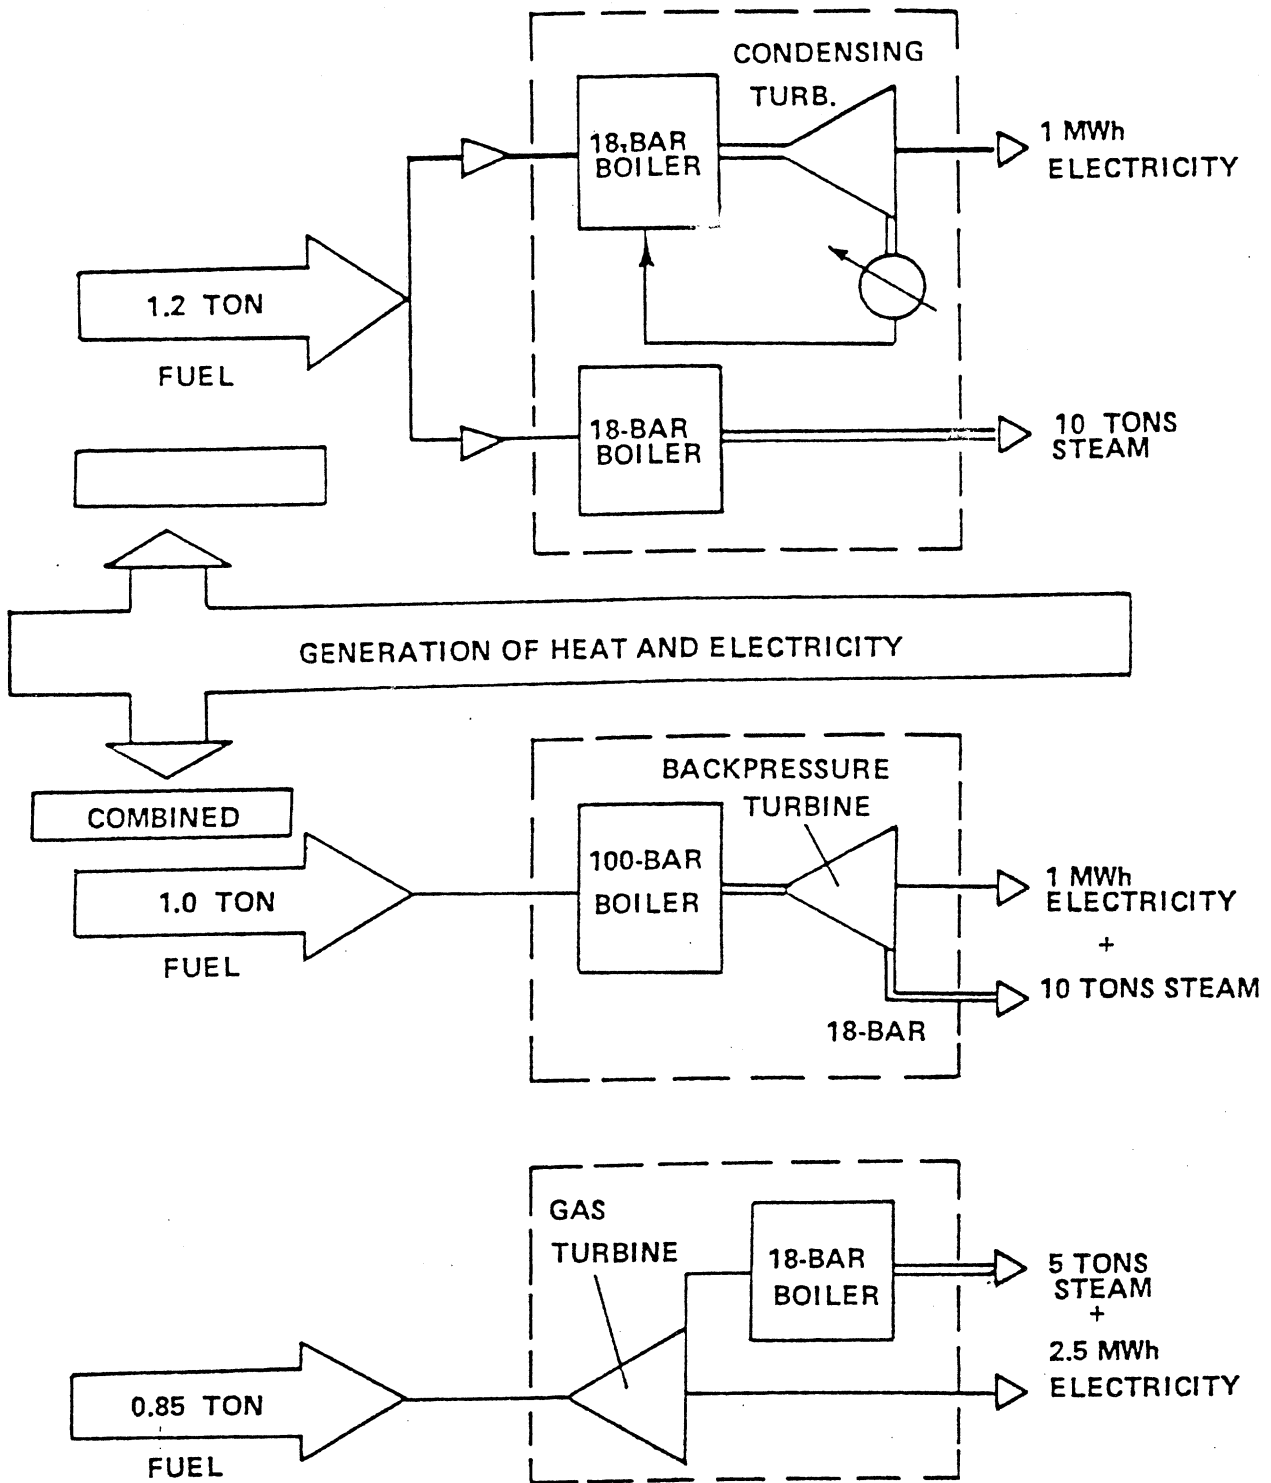 CONDENSING
TURB.
18-BAR
BOILER
1 MWh
ELECTRICITY
1.2 TON
FUEL
18-BAR
BOILER
10 TONS
STEAM
GENERATION OF HEAT AND ELECTRICITY
COMBINED
BACKPRESSURE
TURBINE
100-BAR
BOILER
1.0 TON
FUEL
1 MWh
ELECTRICITY
+
10 TONS STEAM
18-BAR
GAS
TURBINE
18-BAR
BOILER
5 TONS
STEAM
+
2.5 MWh
ELECTRICITY
0.85 TON
FUEL